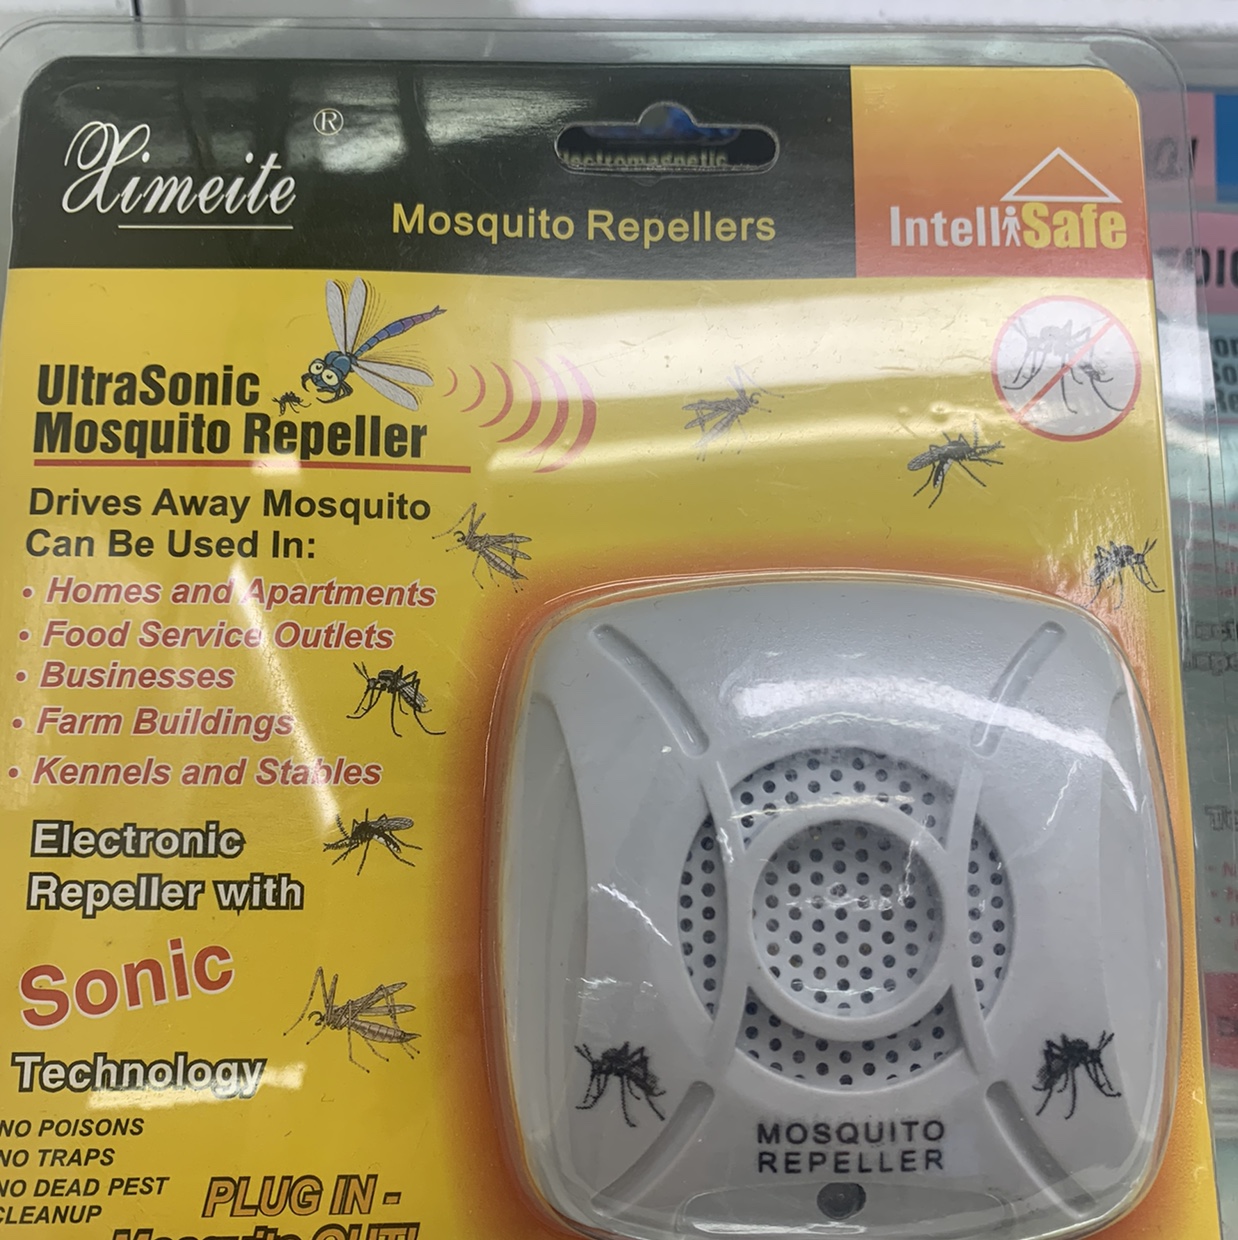 Ximeite ®
Mosquito Repellers
IntelliSafe
UltraSonic
Mosquito Repeller
Drives Away Mosquito
Can Be Used In:
• Homes and Apartments
• Food Service Outlets
• Businesses
• Farm Buildings
• Kennels and Stables
Electronic
Repeller with
Sonic
Technology
NO POISONS
NO TRAPS
NO DEAD PEST
CLEANUP
PLUG IN -
Mosquito OUT!
MOSQUITO
REPELLER